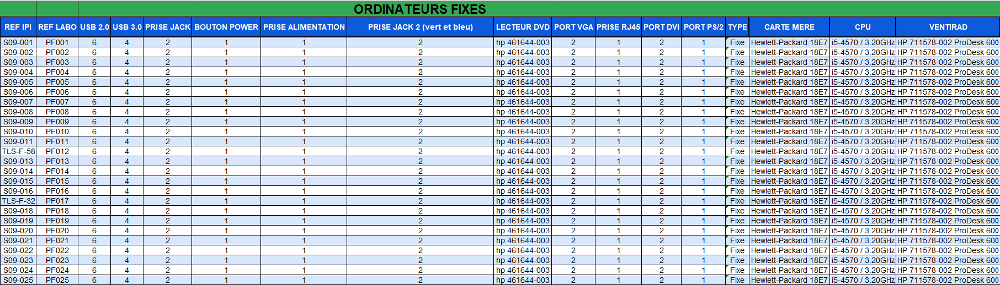 ORDINATEURS FIXES
REF IPI REF LABO USB 2.0 USB 3.0 PRISE JACK BOUTON POWER PRISE ALIMENTATION PRISE JACK 2 (vert et bleu) LECTEUR DVD PORT VGA PRISE RJ45 PORT DVI PORT PS/2 TYPE CARTE MERE CPU VENTIRAD
S09-001 PF001 6 4 2 1 1 2 hp 461644-003 2 1 2 1 Fixe Hewlett-Packard 18E7 i5-4570 / 3.20GHz HP 711578-002 ProDesk 600
S09-002 PF002 6 4 2 1 1 2 hp 461644-003 2 1 2 1 Fixe Hewlett-Packard 18E7 i5-4570 / 3.20GHz HP 711578-002 ProDesk 600
S09-003 PF003 6 4 2 1 1 2 hp 461644-003 2 1 2 1 Fixe Hewlett-Packard 18E7 i5-4570 / 3.20GHz HP 711578-002 ProDesk 600
S09-004 PF004 6 4 2 1 1 2 hp 461644-003 2 1 2 1 Fixe Hewlett-Packard 18E7 i5-4570 / 3.20GHz HP 711578-002 ProDesk 600
S09-005 PF005 6 4 2 1 1 2 hp 461644-003 2 1 2 1 Fixe Hewlett-Packard 18E7 i5-4570 / 3.20GHz HP 711578-002 ProDesk 600
S09-006 PF006 6 4 2 1 1 2 hp 461644-003 2 1 2 1 Fixe Hewlett-Packard 18E7 i5-4570 / 3.20GHz HP 711578-002 ProDesk 600
S09-007 PF007 6 4 2 1 1 2 hp 461644-003 2 1 2 1 Fixe Hewlett-Packard 18E7 i5-4570 / 3.20GHz HP 711578-002 ProDesk 600
S09-008 PF008 6 4 2 1 1 2 hp 461644-003 2 1 2 1 Fixe Hewlett-Packard 18E7 i5-4570 / 3.20GHz HP 711578-002 ProDesk 600
S09-009 PF009 6 4 2 1 1 2 hp 461644-003 2 1 2 1 Fixe Hewlett-Packard 18E7 i5-4570 / 3.20GHz HP 711578-002 ProDesk 600
S09-010 PF010 6 4 2 1 1 2 hp 461644-003 2 1 2 1 Fixe Hewlett-Packard 18E7 i5-4570 / 3.20GHz HP 711578-002 ProDesk 600
S09-011 PF011 6 4 2 1 1 2 hp 461644-003 2 1 2 1 Fixe Hewlett-Packard 18E7 i5-4570 / 3.20GHz HP 711578-002 ProDesk 600
TLS-F-58 PF012 6 4 2 1 1 2 hp 461644-003 2 1 2 1 Fixe Hewlett-Packard 18E7 i5-4570 / 3.20GHz HP 711578-002 ProDesk 600
S09-013 PF013 6 4 2 1 1 2 hp 461644-003 2 1 2 1 Fixe Hewlett-Packard 18E7 i5-4570 / 3.20GHz HP 711578-002 ProDesk 600
S09-014 PF014 6 4 2 1 1 2 hp 461644-003 2 1 2 1 Fixe Hewlett-Packard 18E7 i5-4570 / 3.20GHz HP 711578-002 ProDesk 600
S09-015 PF015 6 4 2 1 1 2 hp 461644-003 2 1 2 1 Fixe Hewlett-Packard 18E7 i5-4570 / 3.20GHz HP 711578-002 ProDesk 600
S09-016 PF016 6 4 2 1 1 2 hp 461644-003 2 1 2 1 Fixe Hewlett-Packard 18E7 i5-4570 / 3.20GHz HP 711578-002 ProDesk 600
TLS-F-32 PF017 6 4 2 1 1 2 hp 461644-003 2 1 2 1 Fixe Hewlett-Packard 18E7 i5-4570 / 3.20GHz HP 711578-002 ProDesk 600
S09-018 PF018 6 4 2 1 1 2 hp 461644-003 2 1 2 1 Fixe Hewlett-Packard 18E7 i5-4570 / 3.20GHz HP 711578-002 ProDesk 600
S09-019 PF019 6 4 2 1 1 2 hp 461644-003 2 1 2 1 Fixe Hewlett-Packard 18E7 i5-4570 / 3.20GHz HP 711578-002 ProDesk 600
S09-020 PF020 6 4 2 1 1 2 hp 461644-003 2 1 2 1 Fixe Hewlett-Packard 18E7 i5-4570 / 3.20GHz HP 711578-002 ProDesk 600
S09-021 PF021 6 4 2 1 1 2 hp 461644-003 2 1 2 1 Fixe Hewlett-Packard 18E7 i5-4570 / 3.20GHz HP 711578-002 ProDesk 600
S09-022 PF022 6 4 2 1 1 2 hp 461644-003 2 1 2 1 Fixe Hewlett-Packard 18E7 i5-4570 / 3.20GHz HP 711578-002 ProDesk 600
S09-023 PF023 6 4 2 1 1 2 hp 461644-003 2 1 2 1 Fixe Hewlett-Packard 18E7 i5-4570 / 3.20GHz HP 711578-002 ProDesk 600
S09-024 PF024 6 4 2 1 1 2 hp 461644-003 2 1 2 1 Fixe Hewlett-Packard 18E7 i5-4570 / 3.20GHz HP 711578-002 ProDesk 600
S09-025 PF025 6 4 2 1 1 2 hp 461644-003 2 1 2 1 Fixe Hewlett-Packard 18E7 i5-4570 / 3.20GHz HP 711578-002 ProDesk 600